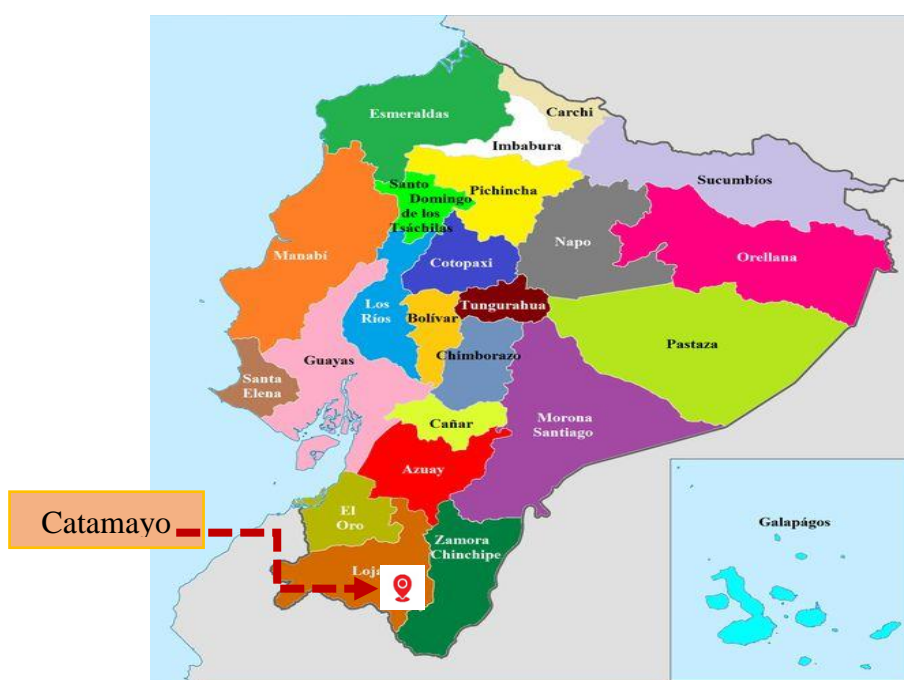 Esmeraldas
Carchi
Imbabura
Sucumbíos
Santo
Domingo
de los
Tsáchilas
Pichincha
Napo
Orellana
Manabí
Cotopaxi
Los
Ríos
Bolívar
Tungurahua
Pastaza
Guayas
Chimborazo
Santa
Elena
Morona
Santiago
Cañar
Azuay
Catamayo
El
Oro
Zamora
Chinchipe
Loja
Galapágos